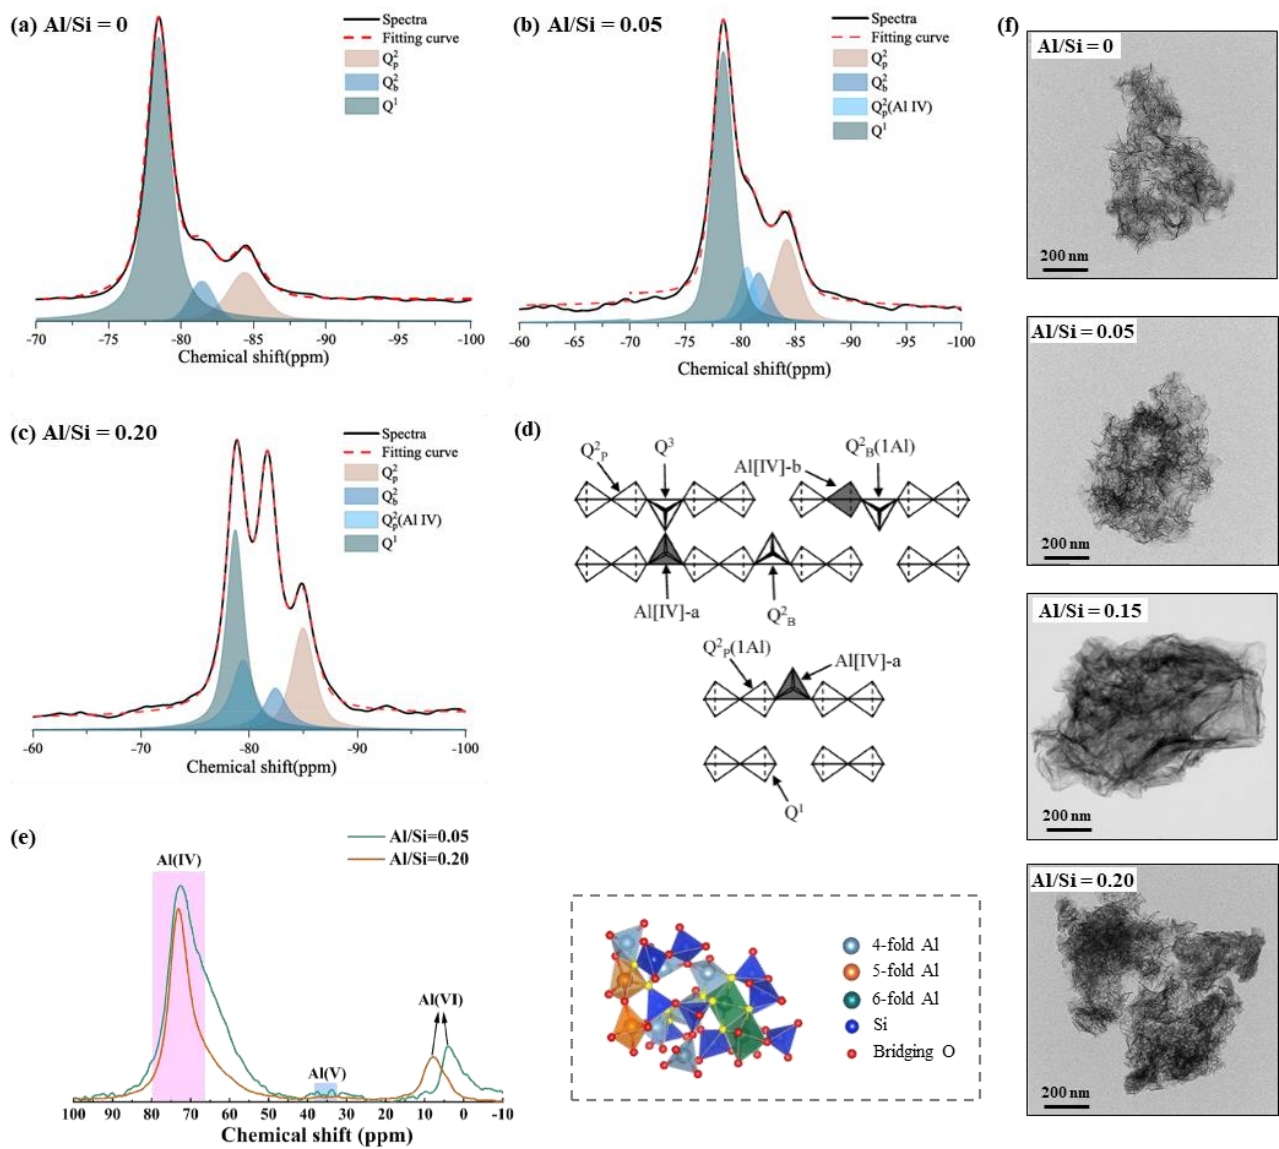 (a) Al/Si = 0
Spectra
Fitting curve
Q²p
Q²b
Q¹
-70 -75 -80 -85 -90 -95 -100
Chemical shift(ppm)
(b) Al/Si = 0.05
Spectra
Fitting curve
Q²p
Q²b
Q²p(Al IV)
Q¹
-60 -65 -70 -75 -80 -85 -90 -95 -100
Chemical shift(ppm)
(c) Al/Si = 0.20
Spectra
Fitting curve
Q²p
Q²b
Q²p(Al IV)
Q¹
-60 -70 -80 -90 -100
Chemical shift(ppm)
(d)
Q²P Q³ Al[IV]-b Q²B(1Al)
Al[IV]-a Q²B
Q²P(1Al) Al[IV]-a
Q¹
4-fold Al
5-fold Al
6-fold Al
Si
Bridging O
(e)
Al/Si=0.05
Al/Si=0.20
Al(IV)
Al(V)
Al(VI)
100 90 80 70 60 50 40 30 20 10 0 -10
Chemical shift (ppm)
(f)
Al/Si = 0
200 nm
Al/Si = 0.05
200 nm
Al/Si = 0.15
200 nm
Al/Si = 0.20
200 nm